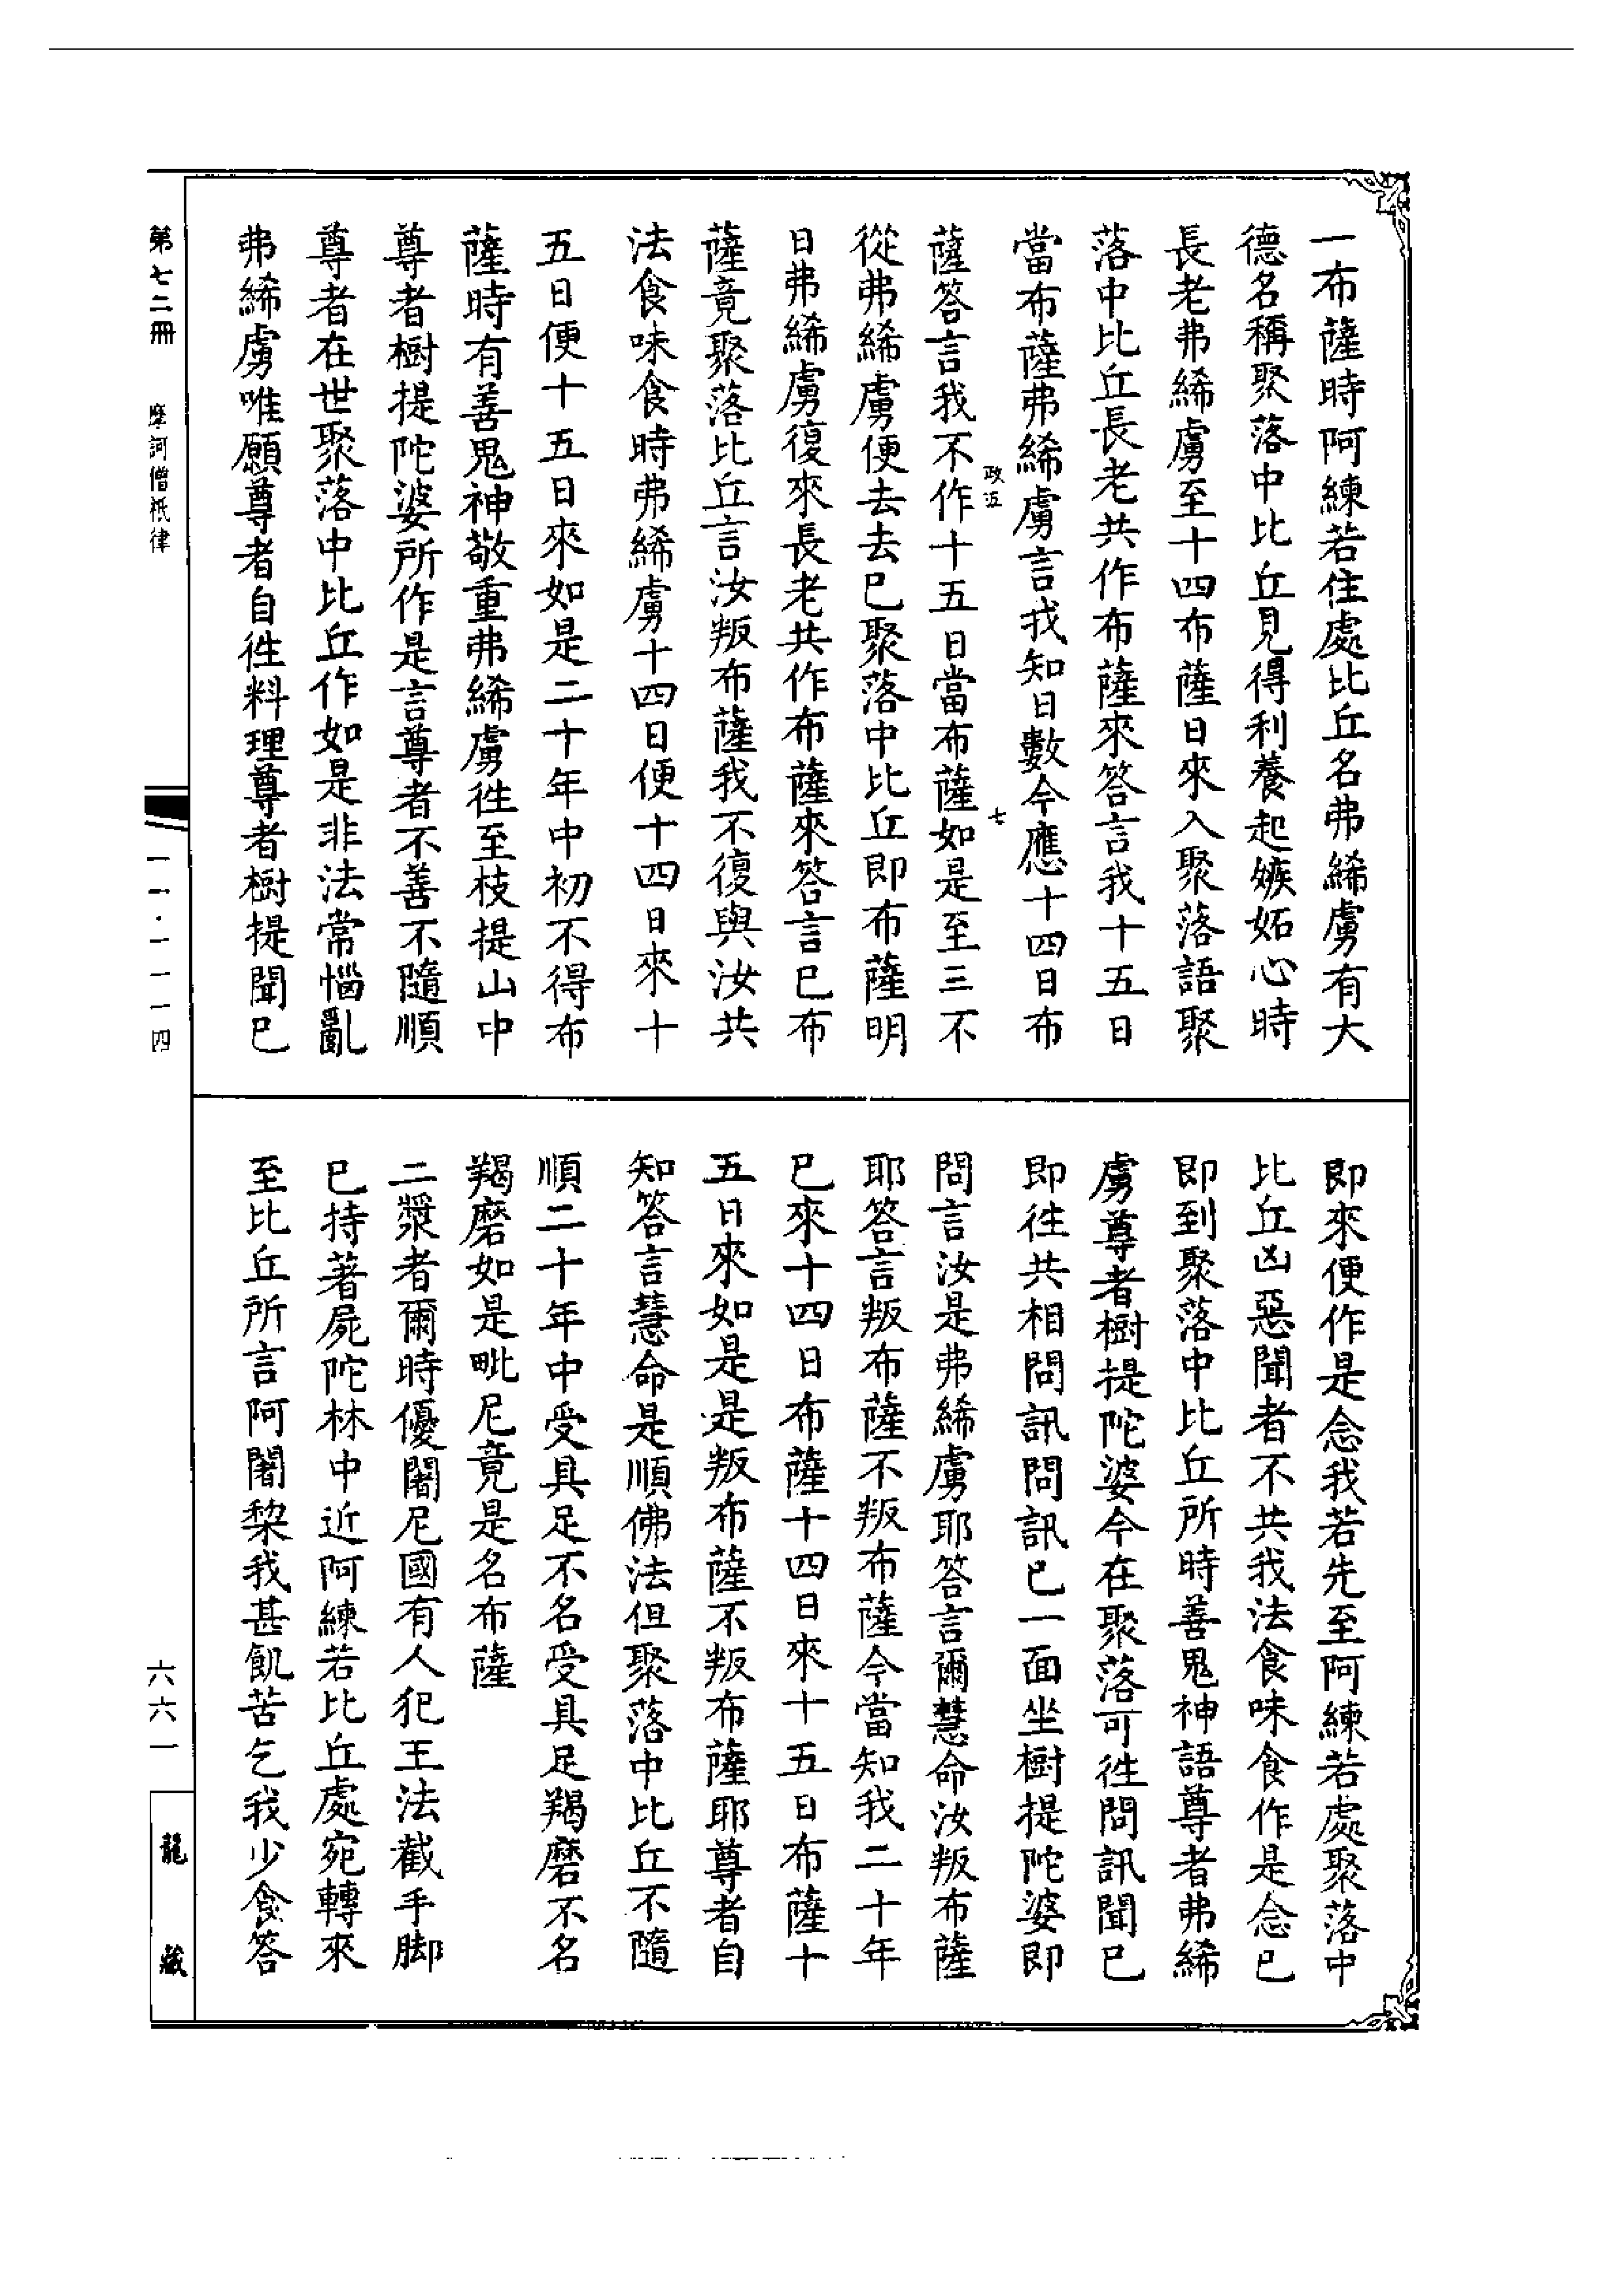 一布薩時阿練若住處比丘名弗絺虜有大
德名稱聚落中比丘見得利養起嫉妬心時
長老弗絺虜至十四布薩日來入聚落語聚
落中比丘長老共作布薩來答言我十五日
當布薩弗絺虜言我知日數今應十四日布
政五 七
薩答言我不作十五日當布薩如是至三不
從弗絺虜便去去已聚落中比丘即布薩明
日弗絺虜復來長老共作布薩來答言已布
薩竟聚落比丘言汝叛布薩我不復與汝共
法食味食時弗絺虜十四日便十四日來十
五日便十五日來如是二十年中初不得布
薩時有善鬼神敬重弗絺虜徃至枝提山中
尊者樹提陀婆所作是言尊者不善不隨順
尊者在世聚落中比丘作如是非法常惱亂
弗絺虜唯願尊者自徃料理尊者樹提聞已
即來便作是念我若先至阿練若處聚落中
比丘凶惡聞者不共我法食味食作是念已
即到聚落中比丘所時善鬼神語尊者弗絺
虜尊者樹提陀婆今在聚落可徃問訊聞已
即徃共相問訊問訊已一面坐樹提陀婆即
問言汝是弗絺虜耶答言爾慧命汝叛布薩
耶答言叛布薩不叛布薩今當知我二十年
已來十四日布薩十四日來十五日布薩十
五日來如是是叛布薩不叛布薩耶尊者自
知答言慧命是順佛法但聚落中比丘不隨
順二十年中受具足不名受具足羯磨不名
羯磨如是毗尼竟是名布薩
二漿者爾時優闍尼國有人犯王法截手脚
已持著屍陀林中近阿練若比丘處宛轉來
至比丘所言阿闍黎我甚飢苦乞我少食答
第七二冊 摩訶僧祇律
一一·一一一四
六六一
龍藏